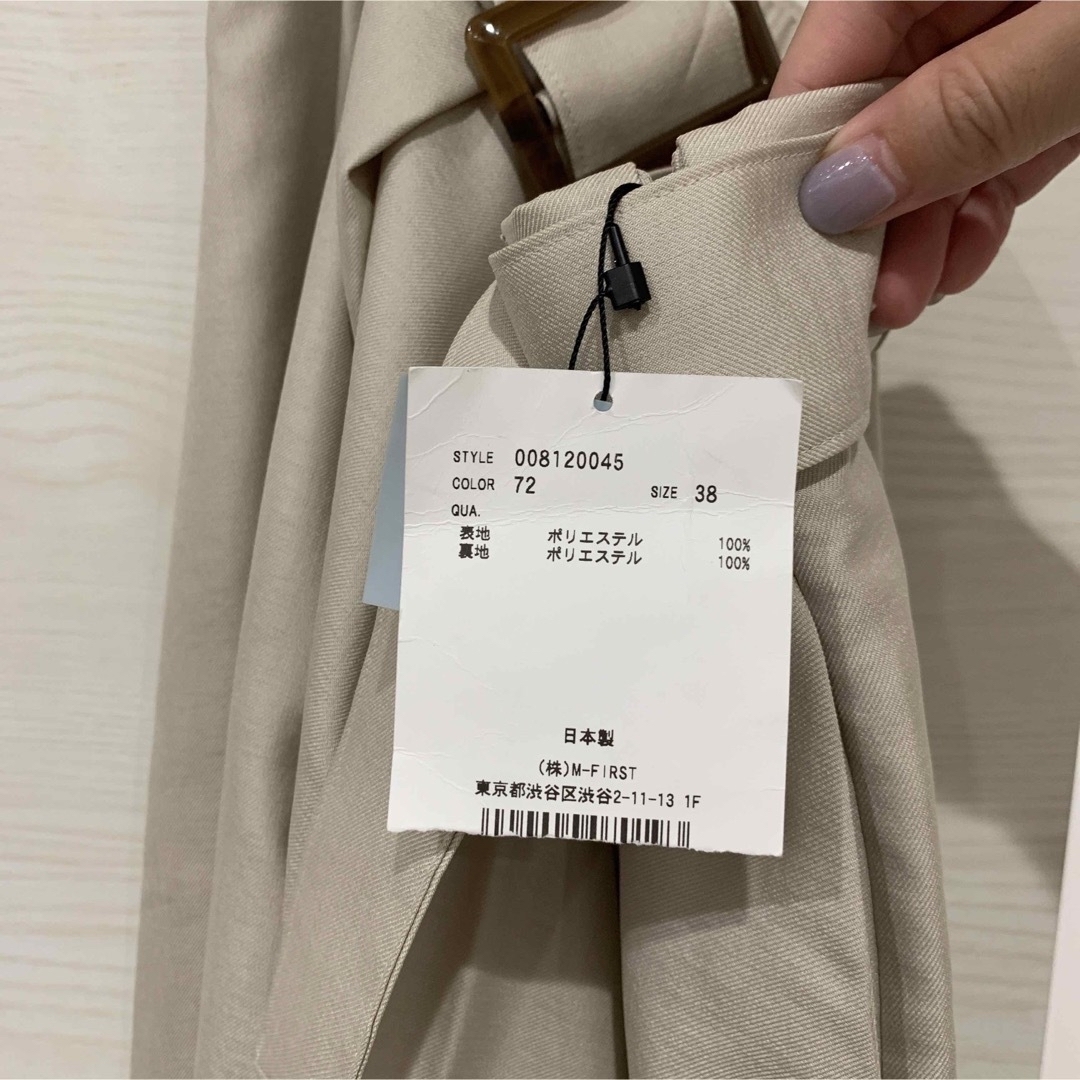 STYLE 008120045
COLOR 72 SIZE 38
QUA.
表地 ポリエステル 100%
裏地 ポリエステル 100%
日本製
(株)M-FIRST
東京都渋谷区渋谷2-11-13 1F